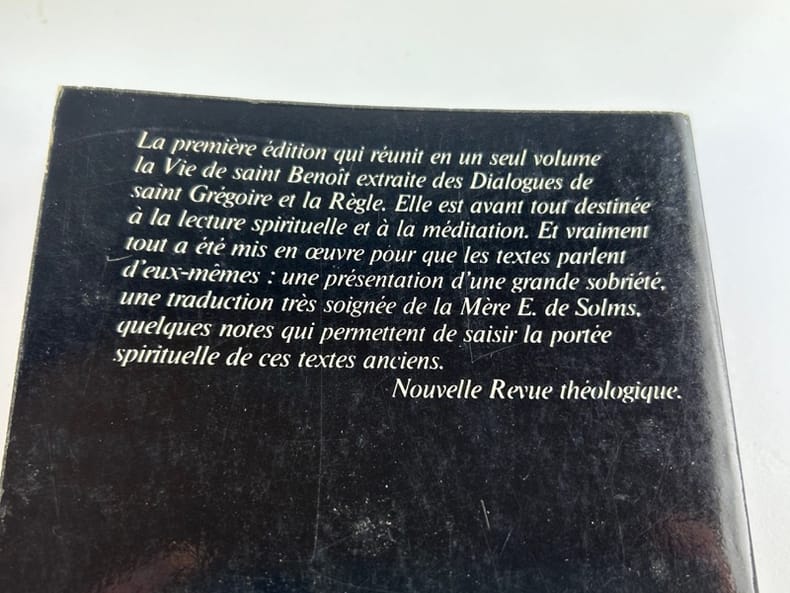 La première édition qui réunit en un seul volume
la Vie de saint Benoît extraite des Dialogues de
saint Grégoire et la Règle. Elle est avant tout destinée
à la lecture spirituelle et à la méditation. Et vraiment
tout a été mis en œuvre pour que les textes parlent
d'eux-mêmes : une présentation d'une grande sobriété,
une traduction très soignée de la Mère E. de Solms,
quelques notes qui permettent de saisir la portée
spirituelle de ces textes anciens.
Nouvelle Revue théologique.